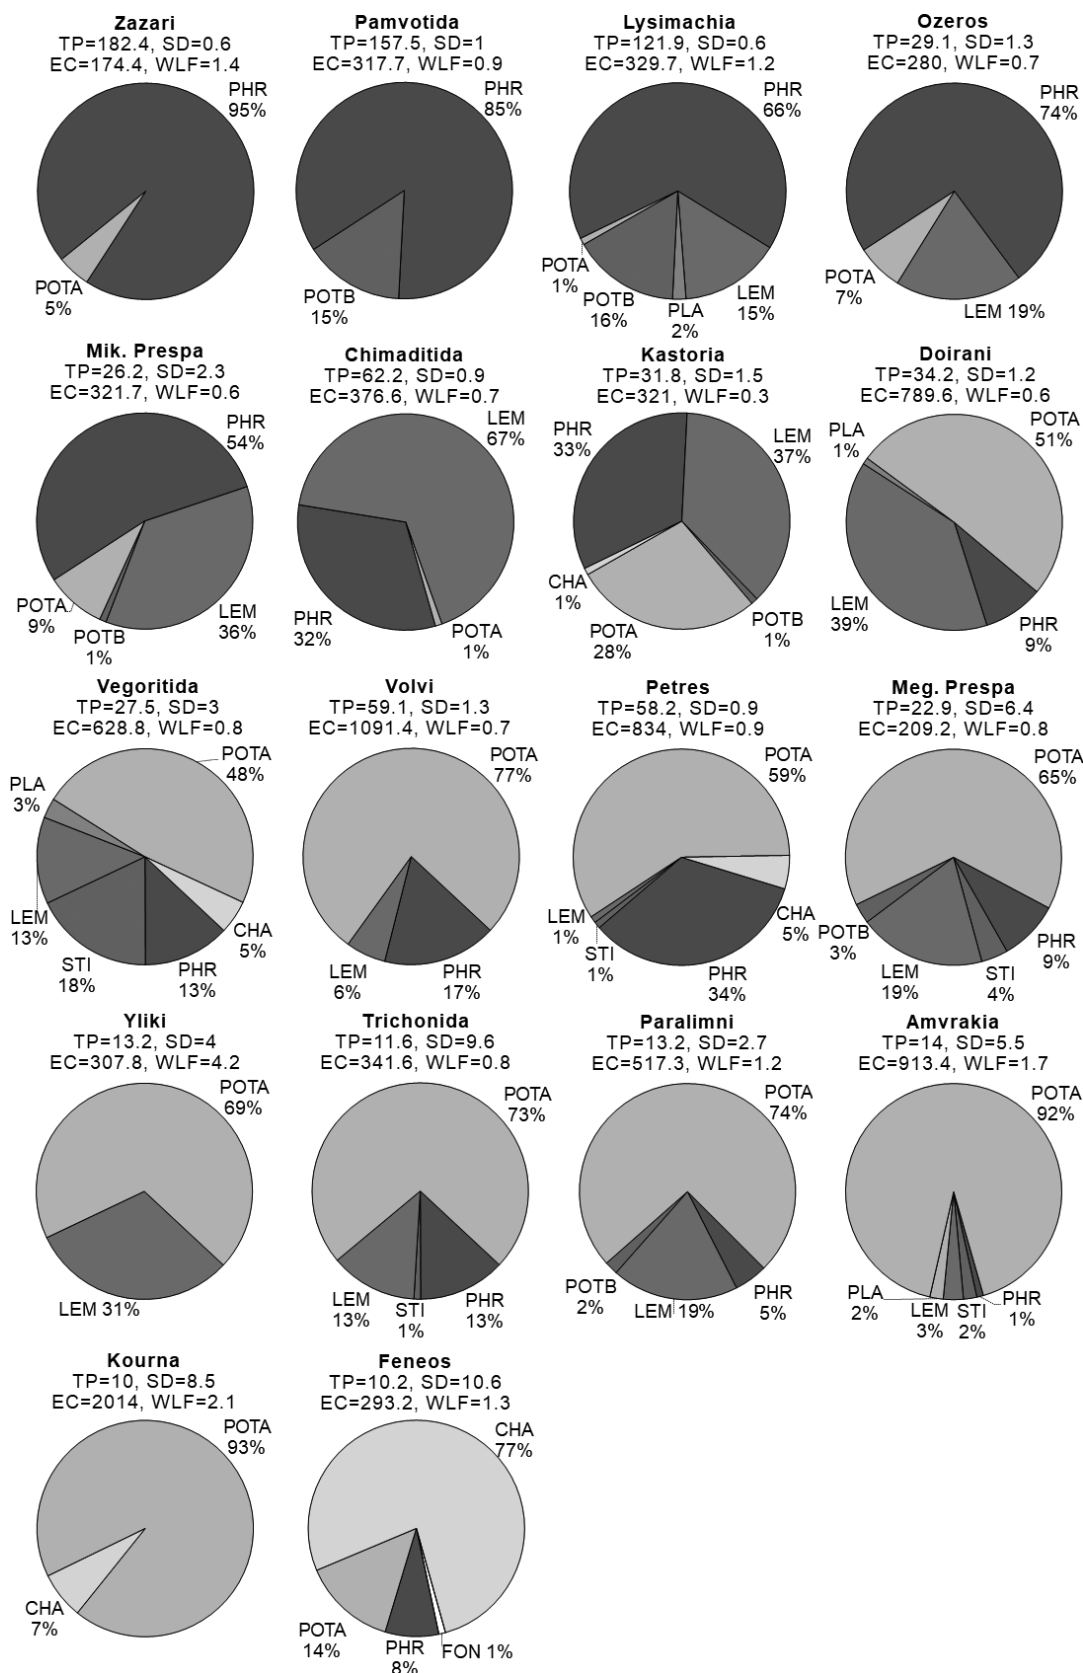 Zazari
TP=182.4, SD=0.6
EC=174.4, WLF=1.4
PHR
95%
POTA
5%
Pamvotida
TP=157.5, SD=1
EC=317.7, WLF=0.9
PHR
85%
POTB
15%
Lysimachia
TP=121.9, SD=0.6
EC=329.7, WLF=1.2
PHR
66%
POTA
1%
POTB
16%
PLA
2%
LEM
15%
Ozeros
TP=29.1, SD=1.3
EC=280, WLF=0.7
PHR
74%
POTA
7%
LEM 19%
Mik. Prespa
TP=26.2, SD=2.3
EC=321.7, WLF=0.6
PHR
54%
POTA
9%
POTB
1%
LEM
36%
Chimaditida
TP=62.2, SD=0.9
EC=376.6, WLF=0.7
LEM
67%
PHR
32%
POTA
1%
Kastoria
TP=31.8, SD=1.5
EC=321, WLF=0.3
PHR
33%
LEM
37%
CHA
1%
POTA
28%
POTB
1%
Doirani
TP=34.2, SD=1.2
EC=789.6, WLF=0.6
PLA
1%
POTA
51%
LEM
39%
PHR
9%
Vegoritida
TP=27.5, SD=3
EC=628.8, WLF=0.8
POTA
48%
PLA
3%
LEM
13%
STI
18%
PHR
13%
CHA
5%
Volvi
TP=59.1, SD=1.3
EC=1091.4, WLF=0.7
POTA
77%
LEM
6%
PHR
17%
Petres
TP=58.2, SD=0.9
EC=834, WLF=0.9
POTA
59%
LEM
1%
STI
1%
PHR
34%
CHA
5%
Meg. Prespa
TP=22.9, SD=6.4
EC=209.2, WLF=0.8
POTA
65%
POTB
3%
LEM
19%
STI
4%
PHR
9%
Yliki
TP=13.2, SD=4
EC=307.8, WLF=4.2
POTA
69%
LEM 31%
Trichonida
TP=11.6, SD=9.6
EC=341.6, WLF=0.8
POTA
73%
LEM
13%
STI
1%
PHR
13%
Paralimni
TP=13.2, SD=2.7
EC=517.3, WLF=1.2
POTA
74%
POTB
2%
LEM 19%
PHR
5%
Amvrakia
TP=14, SD=5.5
EC=913.4, WLF=1.7
POTA
92%
PLA
2%
LEM
3%
STI
2%
PHR
1%
Kourna
TP=10, SD=8.5
EC=2014, WLF=2.1
POTA
93%
CHA
7%
Feneos
TP=10.2, SD=10.6
EC=293.2, WLF=1.3
CHA
77%
POTA
14%
PHR
8%
FON 1%